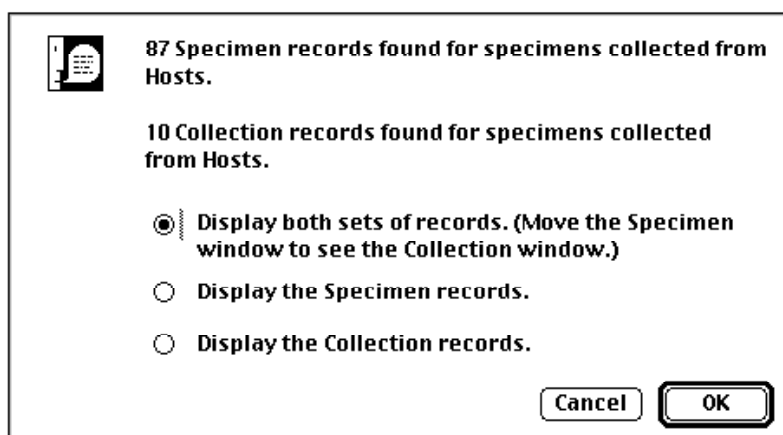 87 Specimen records found for specimens collected from
Hosts.
10 Collection records found for specimens collected
from Hosts.
Display both sets of records. (Move the Specimen
window to see the Collection window.)
Display the Specimen records.
Display the Collection records.
Cancel OK